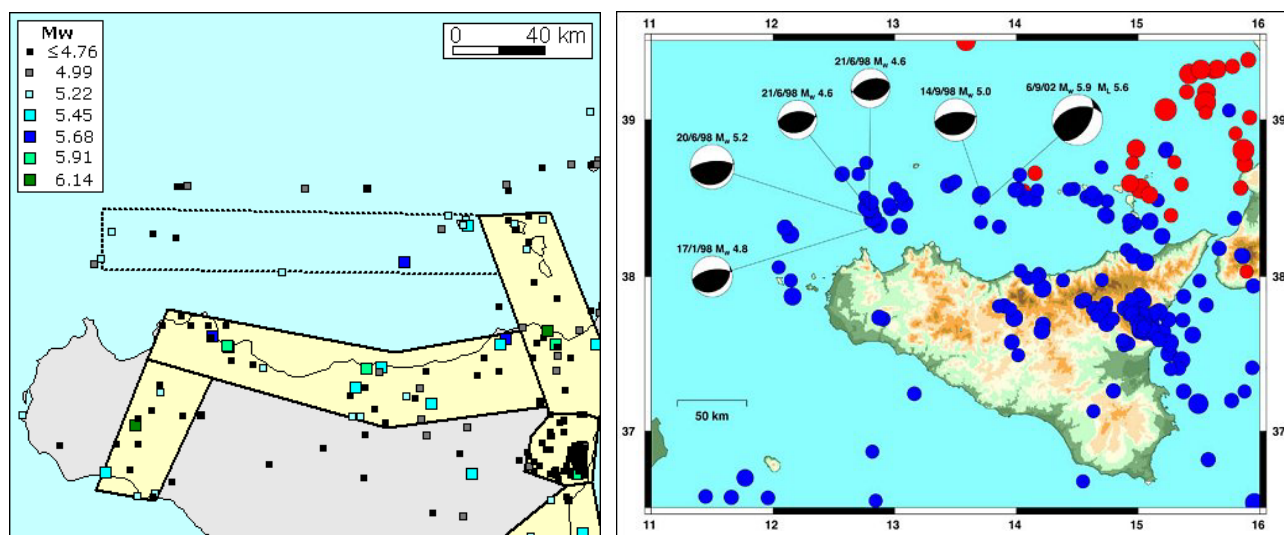 Mw
≤4.76
4.99
5.22
5.45
5.68
5.91
6.14
0 40 km
11 12 13 14 15 16
21/6/98 Mw 4.6
21/6/98 Mw 4.6
14/9/98 Mw 5.0
6/9/02 Mw 5.9 ML 5.6
39
39
20/6/98 Mw 5.2
17/1/98 Mw 4.8
38
38
50 km
37
37
11 12 13 14 15 16